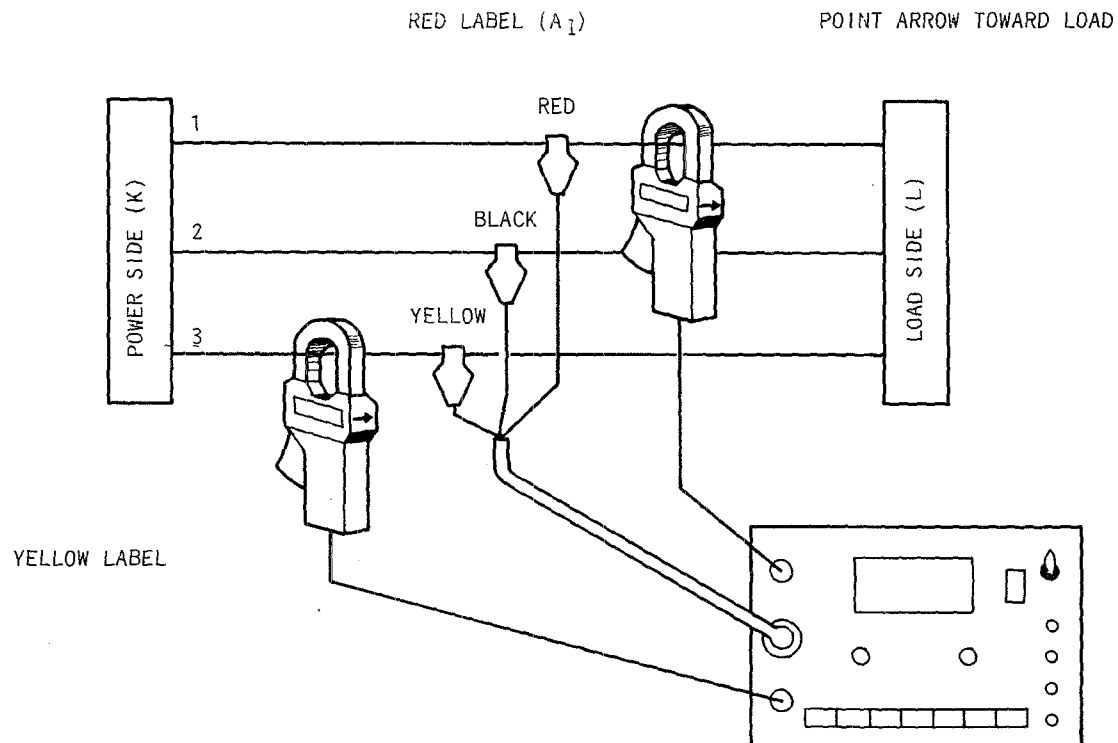 RED LABEL (A1)
POINT ARROW TOWARD LOAD
1
RED
POWER SIDE (K)
2
BLACK
LOAD SIDE (L)
3
YELLOW
YELLOW LABEL